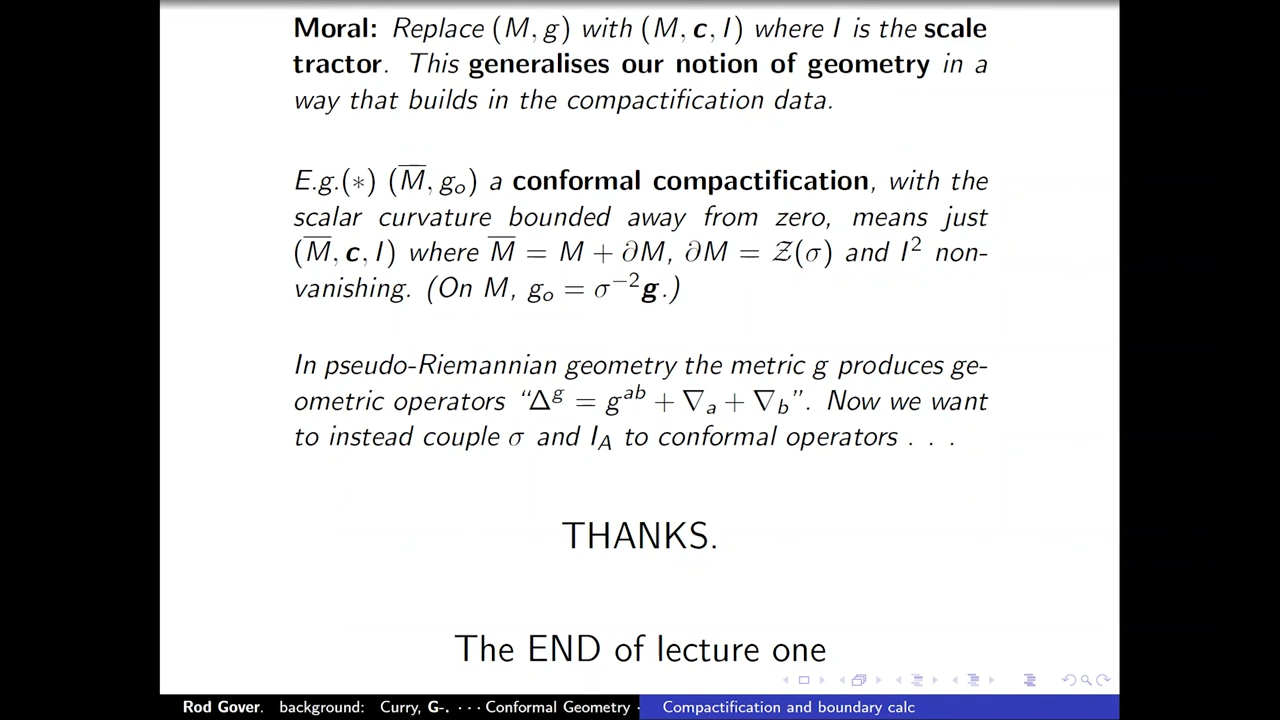 Moral: Replace (M, g) with (M, c, I) where I is the scale
tractor. This generalises our notion of geometry in a
way that builds in the compactification data.
E.g.(∗) (M̅, gₒ) a conformal compactification, with the
scalar curvature bounded away from zero, means just
(M̅, c, I) where M̅ = M + ∂M, ∂M = Z(σ) and I² non-
vanishing. (On M, gₒ = σ⁻²g.)
In pseudo-Riemannian geometry the metric g produces ge-
ometric operators “Δᵍ = gᵃᵇ + ∇ₐ + ∇_b”. Now we want
to instead couple σ and I_A to conformal operators . . .
THANKS.
The END of lecture one
Rod Gover. background: Curry, G-. · · · Conformal Geometry · Compactification and boundary calc